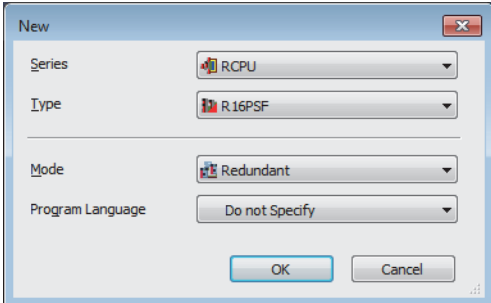 New
Series RCPU
Type R16PSF
Mode Redundant
Program Language Do not Specify
OK Cancel